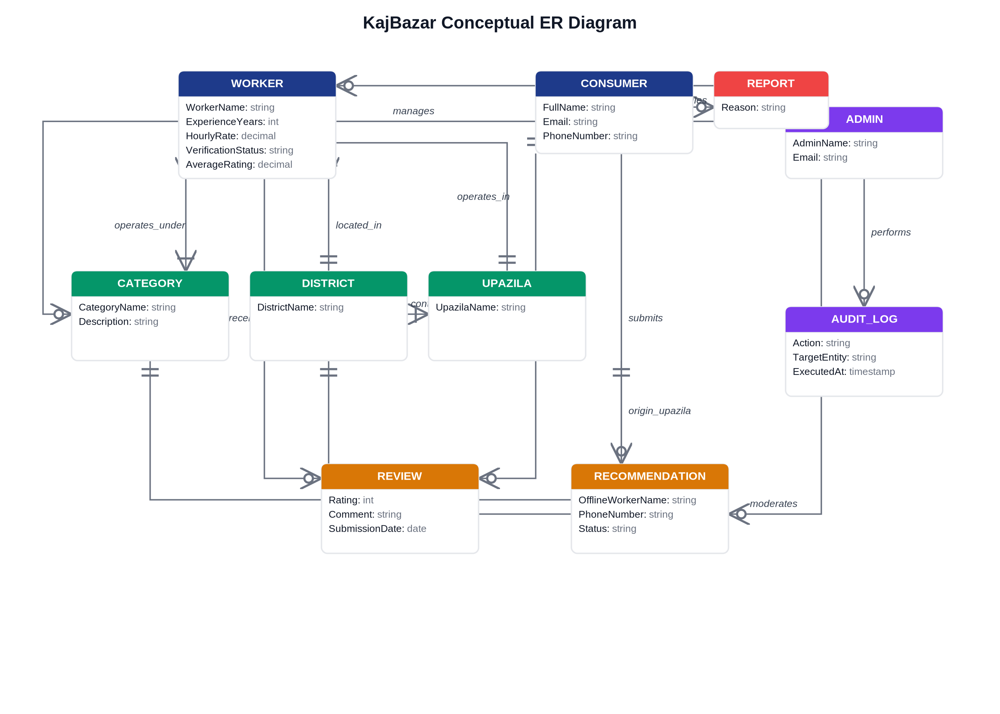 KajBazar Conceptual ER Diagram
WORKER
WorkerName: string
ExperienceYears: int
HourlyRate: decimal
VerificationStatus: string
AverageRating: decimal
manages
CONSUMER
FullName: string
Email: string
PhoneNumber: string
REPORT
Reason: string
ADMIN
AdminName: string
Email: string
operates_in
operates_under
located_in
performs
CATEGORY
CategoryName: string
Description: string
DISTRICT
DistrictName: string
UPAZILA
UpazilaName: string
submits
AUDIT_LOG
Action: string
TargetEntity: string
ExecutedAt: timestamp
origin_upazila
REVIEW
Rating: int
Comment: string
SubmissionDate: date
RECOMMENDATION
OfflineWorkerName: string
PhoneNumber: string
Status: string
moderates